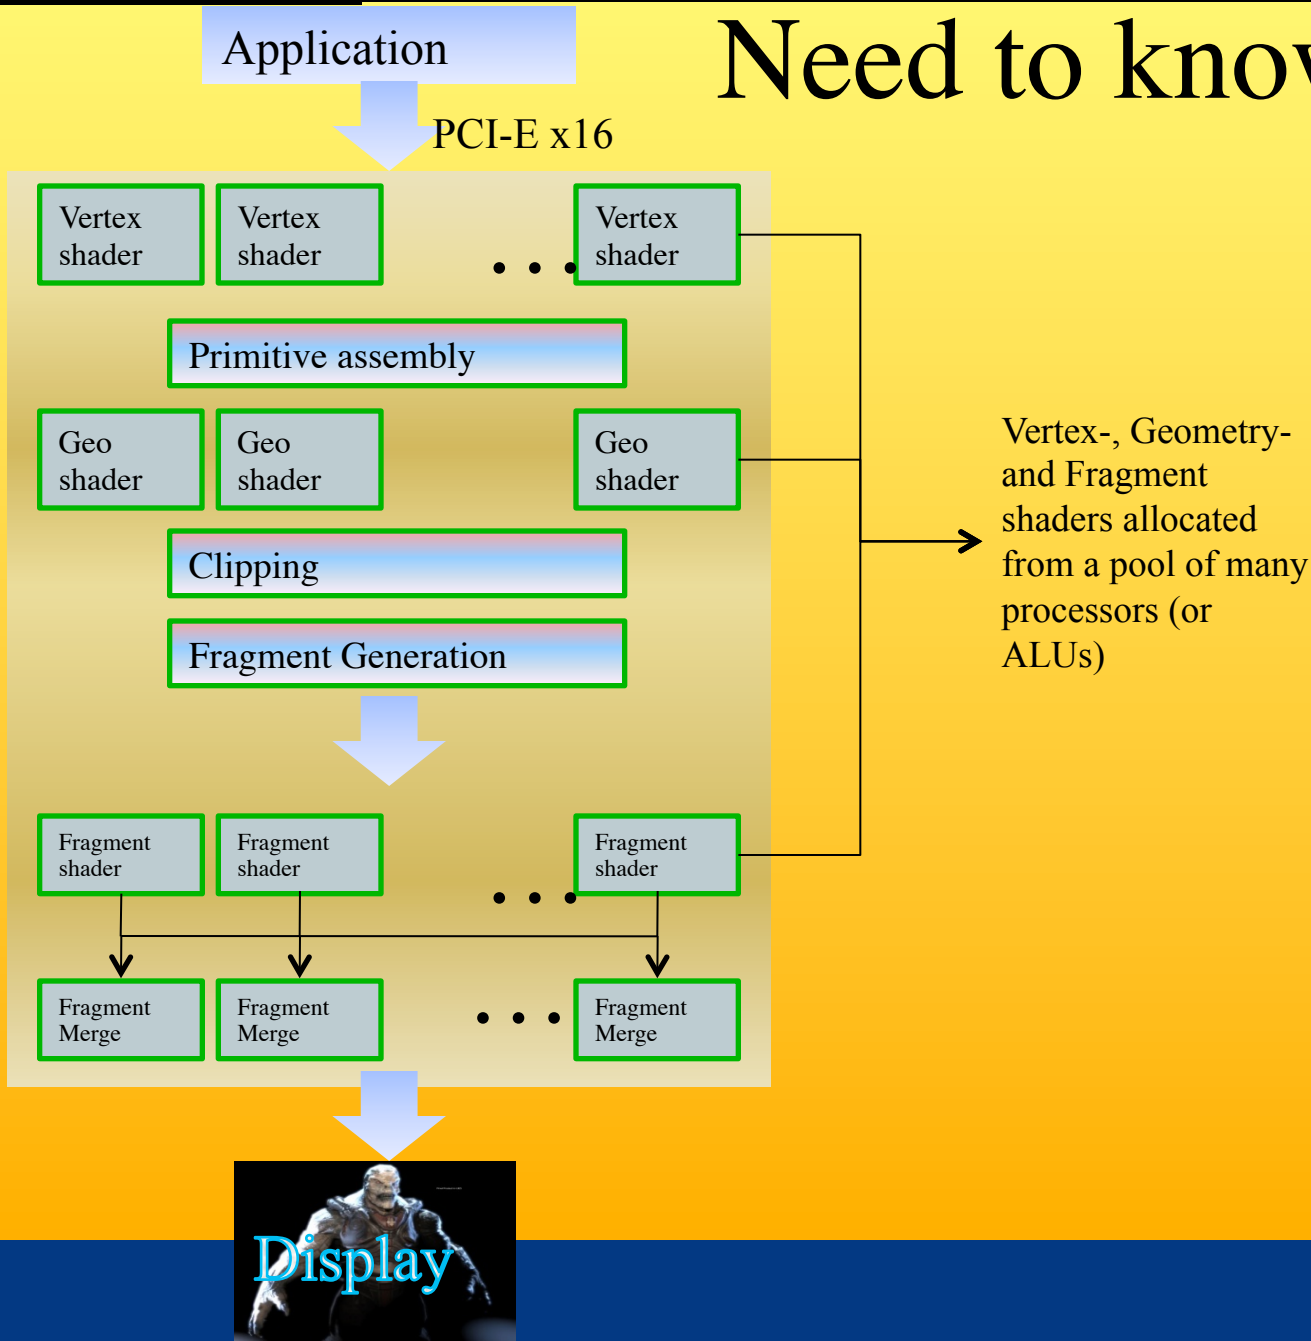 Application
Need to know
PCI-E x16
Vertex
shader
Vertex
shader
. . .
Vertex
shader
Primitive assembly
Geo
shader
Geo
shader
Geo
shader
Clipping
Fragment Generation
Vertex-, Geometry-
and Fragment
shaders allocated
from a pool of many
processors (or
ALUs)
Fragment
shader
Fragment
shader
. . .
Fragment
shader
Fragment
Merge
Fragment
Merge
. . .
Fragment
Merge
Display